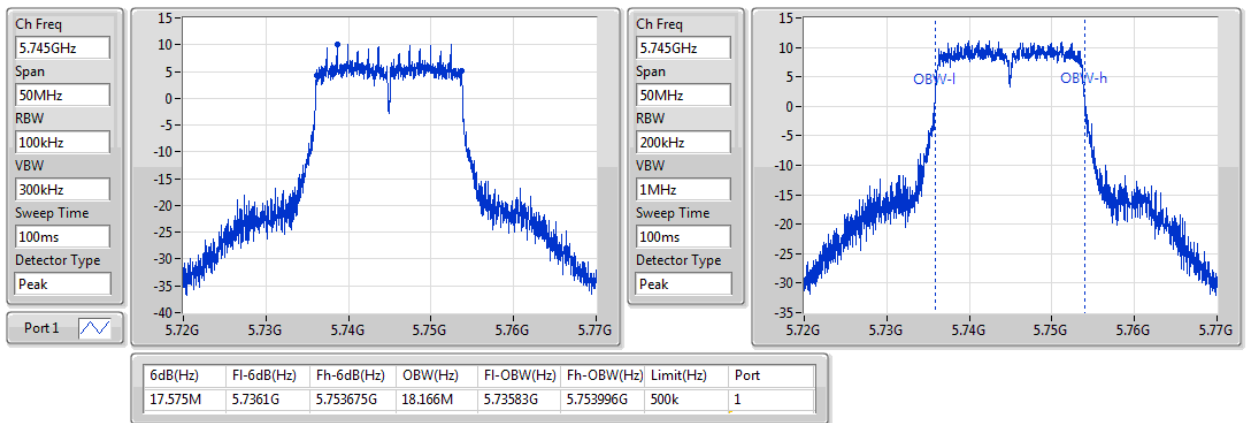 Ch Freq
5.745GHz
Span
50MHz
RBW
100kHz
VBW
300kHz
Sweep Time
100ms
Detector Type
Peak
Port 1
15
10
5
0
-5
-10
-15
-20
-25
-30
-35
-40
5.72G 5.73G 5.74G 5.75G 5.76G 5.77G
Ch Freq
5.745GHz
Span
50MHz
RBW
200kHz
VBW
1MHz
Sweep Time
100ms
Detector Type
Peak
15
10
5
0
-5
-10
-15
-20
-25
-30
-35
OBW-l OBW-h
5.72G 5.73G 5.74G 5.75G 5.76G 5.77G
6dB(Hz) Fl-6dB(Hz) Fh-6dB(Hz) OBW(Hz) Fl-OBW(Hz) Fh-OBW(Hz) Limit(Hz) Port
17.575M 5.7361G 5.753675G 18.166M 5.73583G 5.753996G 500k 1